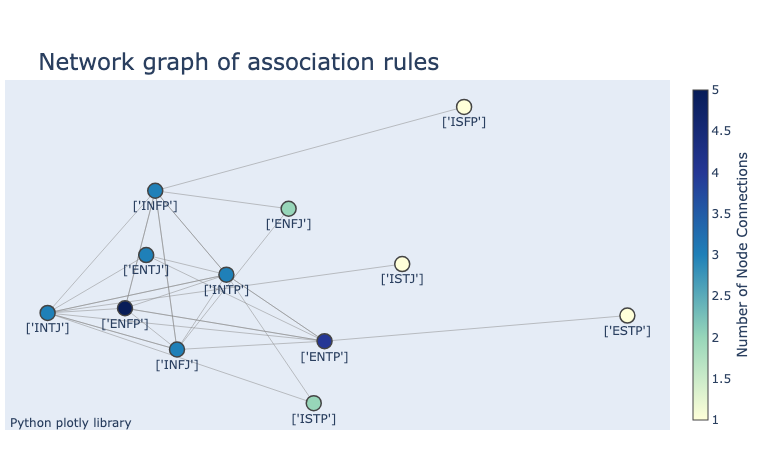 Network graph of association rules
['ISFP']
['INFP']
['ENFJ']
['ENTJ']
['INTP']
['ISTJ']
['INTJ']
['ENFP']
['ESTP']
['INFJ']
['ENTP']
['ISTP']
Python plotly library
5
4.5
4
3.5
3
2.5
2
1.5
1
Number of Node Connections